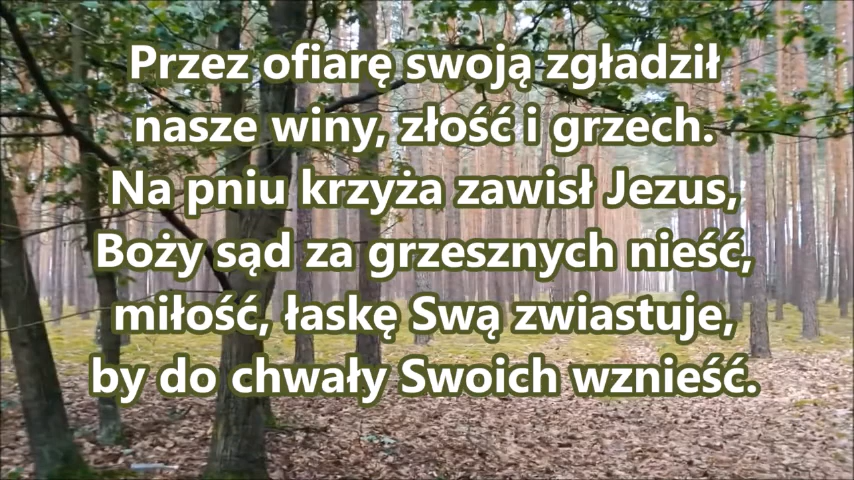 Przez ofiarę swoją zgładził
nasze winy, złość i grzech.
Na pniu krzyża zawisł Jezus,
Boży sąd za grzesznych nieść,
miłość, łaskę Swą zwiastuje,
by do chwały Swoich wznieść.